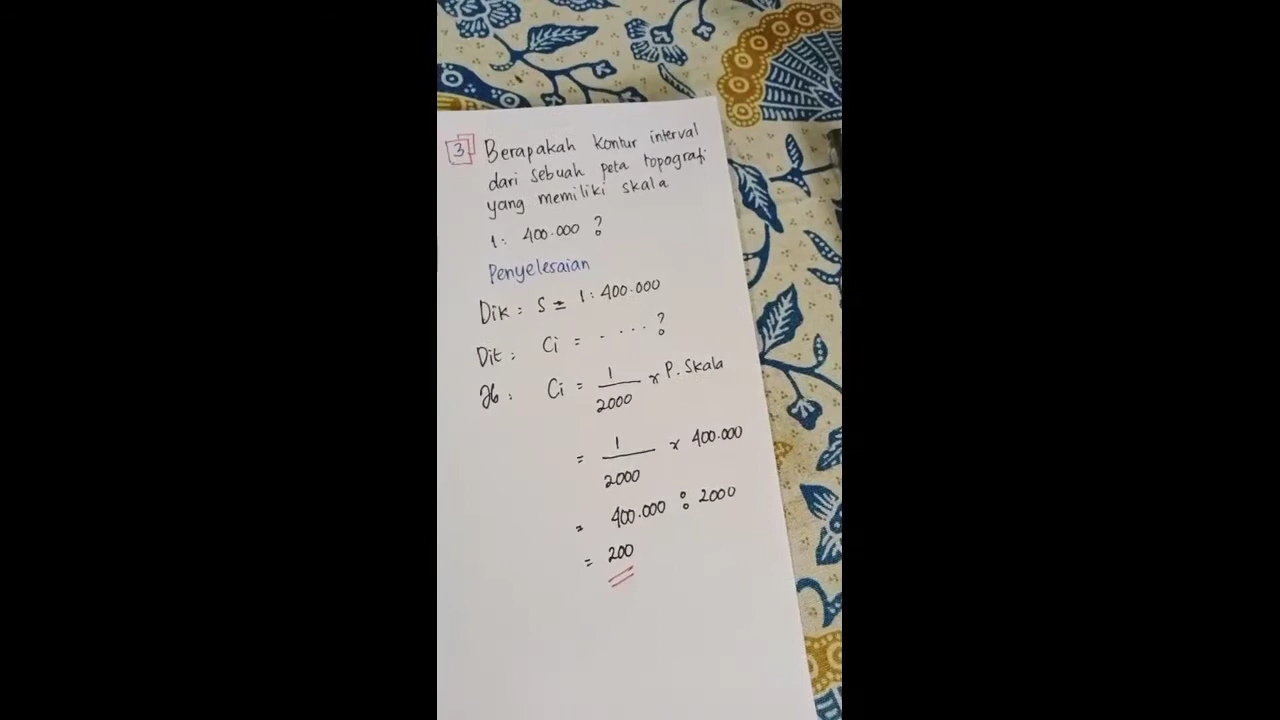 3 Berapakah kontur interval
dari sebuah peta topografi
yang memiliki skala
1 : 400.000 ?
Penyelesaian
Dik : S = 1 : 400.000
Dit : Ci = . . . . ?
Jb : Ci = 1/2000 x P. Skala
= 1/2000 x 400.000
= 400.000 : 2000
= 200